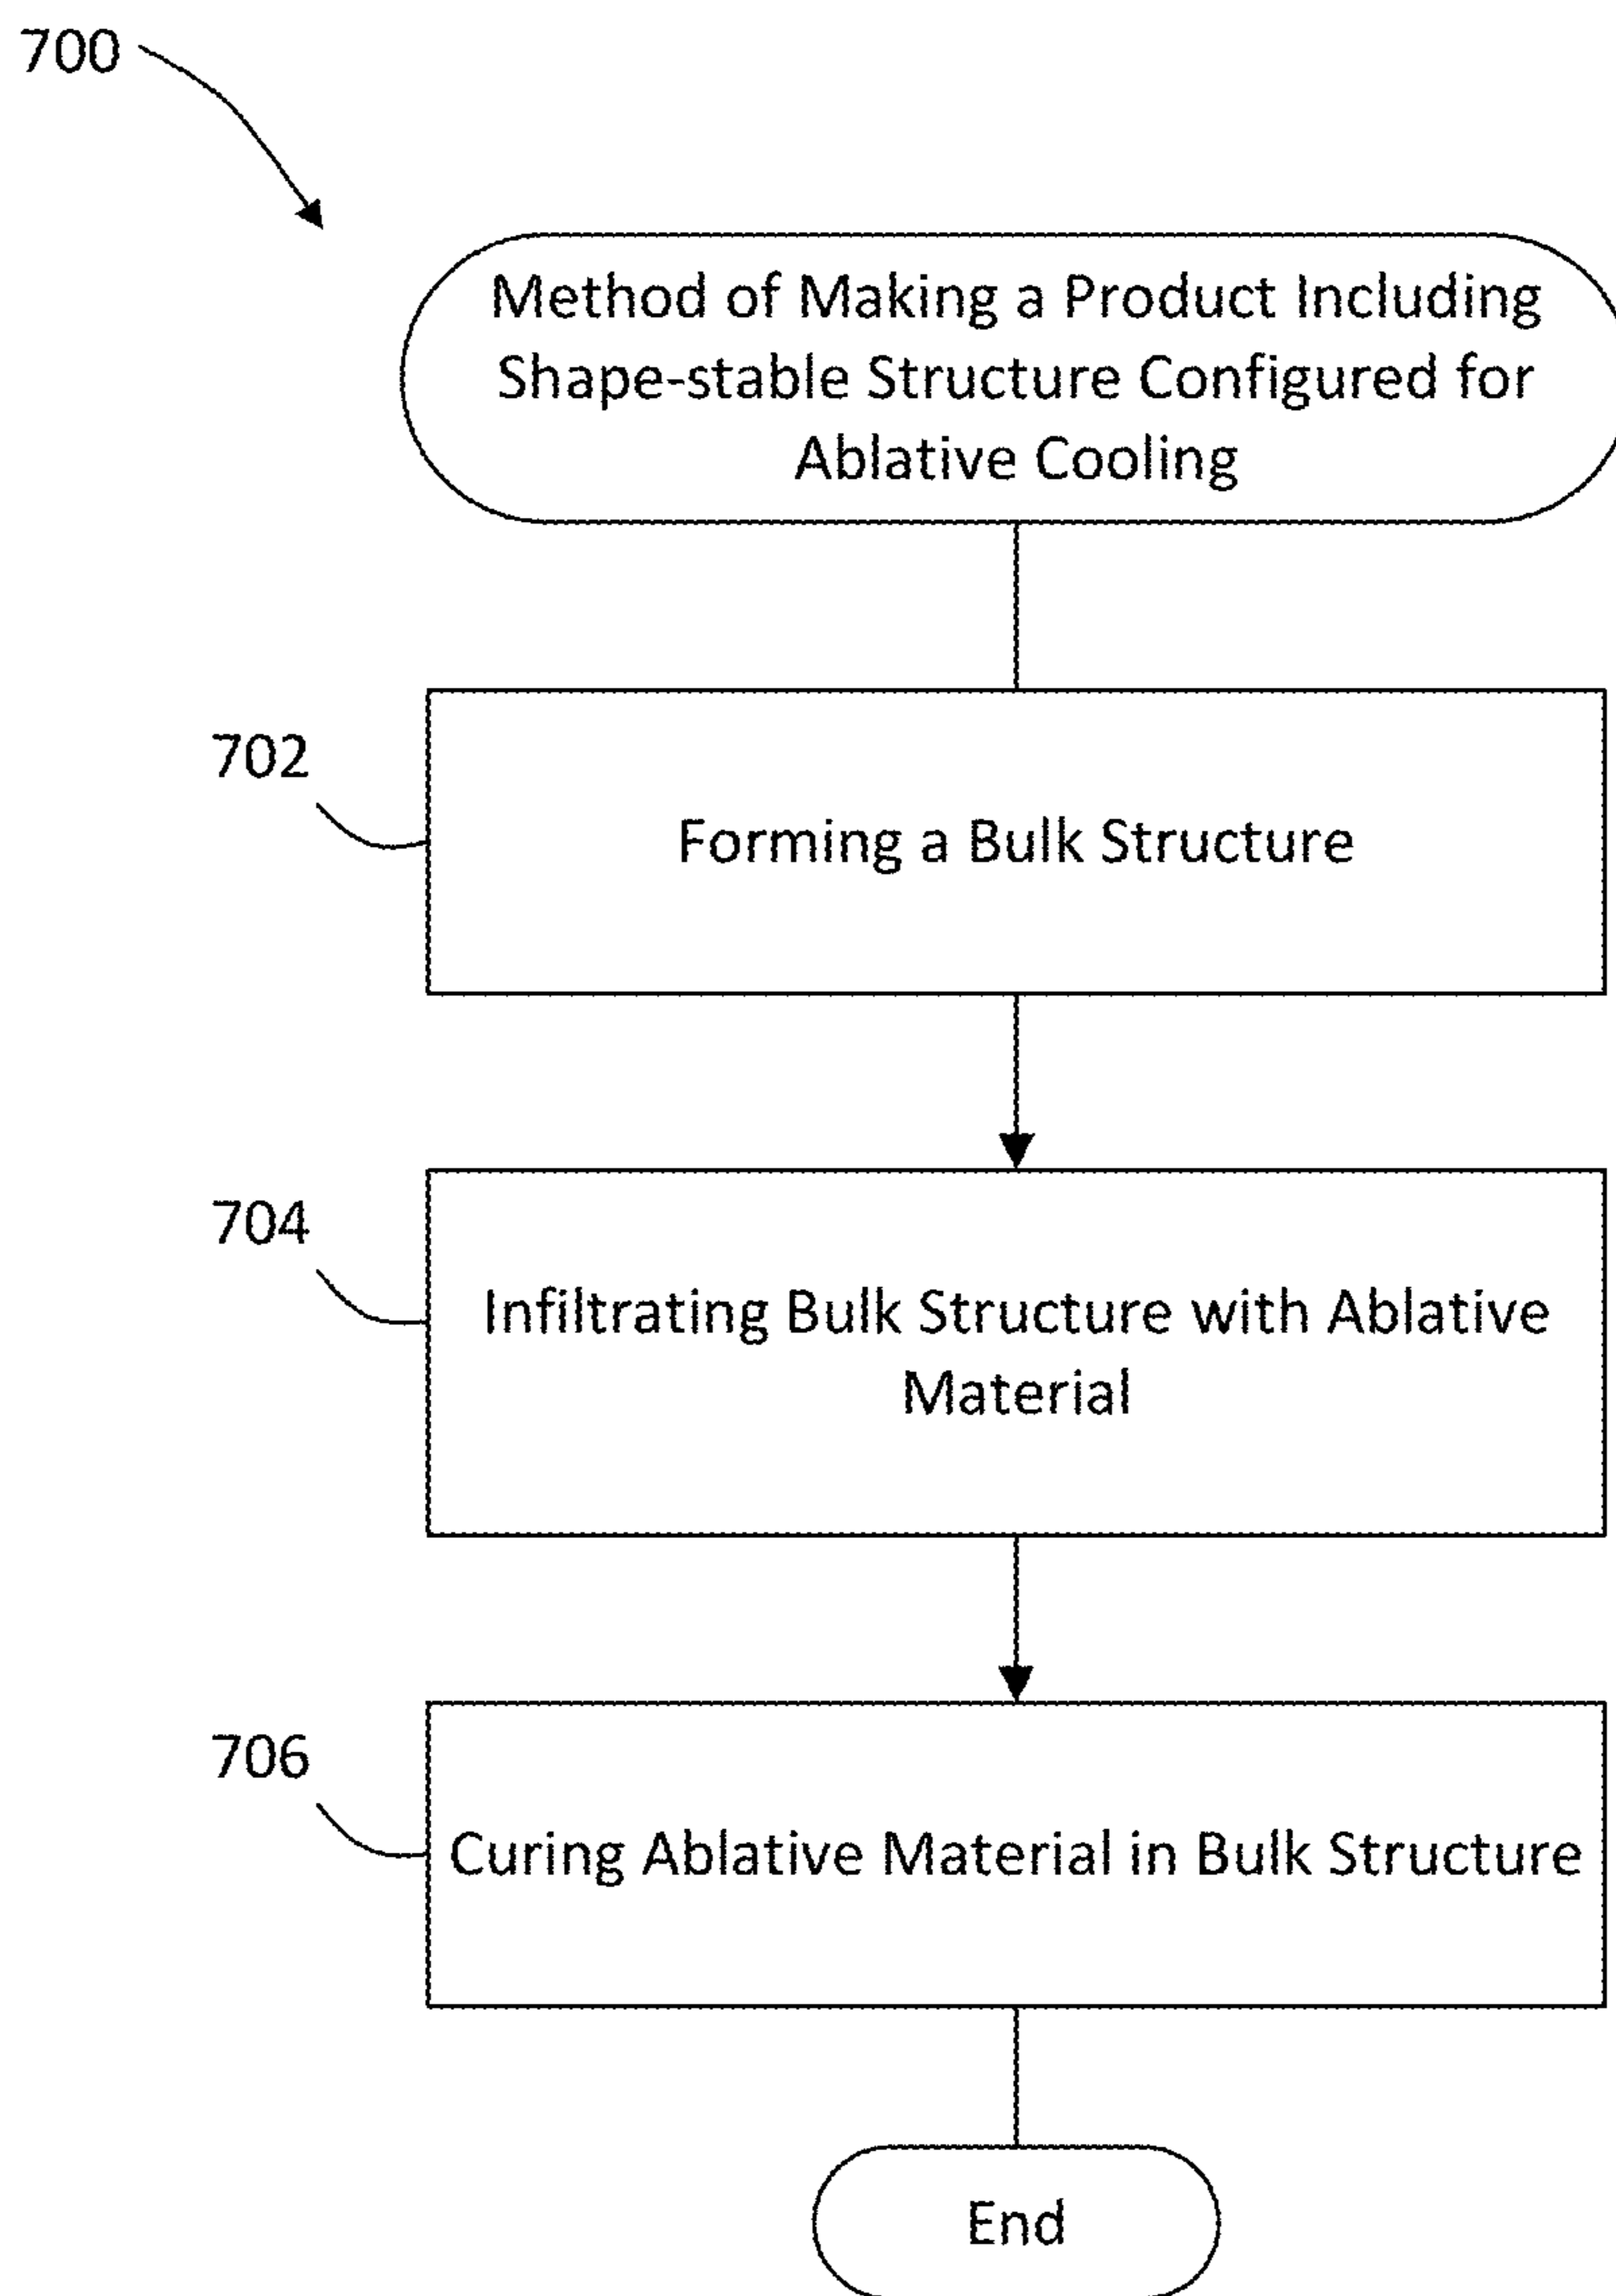 700
Method of Making a Product Including
Shape-stable Structure Configured for
Ablative Cooling
702
Forming a Bulk Structure
704
Infiltrating Bulk Structure with Ablative
Material
706
Curing Ablative Material in Bulk Structure
End